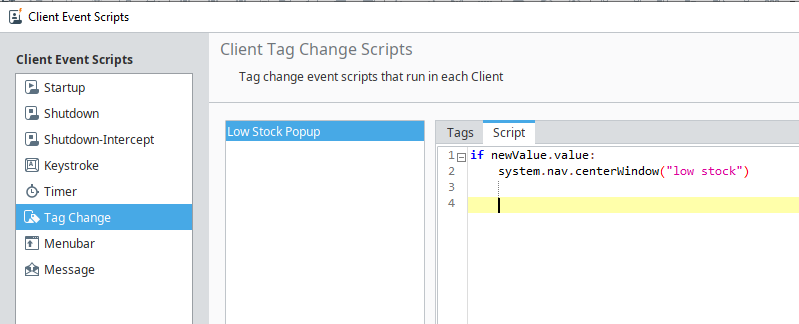 Client Event Scripts
Client Event Scripts
Startup
Shutdown
Shutdown-Intercept
Keystroke
Timer
Tag Change
Menubar
Message
Client Tag Change Scripts
Tag change event scripts that run in each Client
Low Stock Popup
Tags Script
1 if newValue.value:
2 system.nav.centerWindow("low stock")
3
4